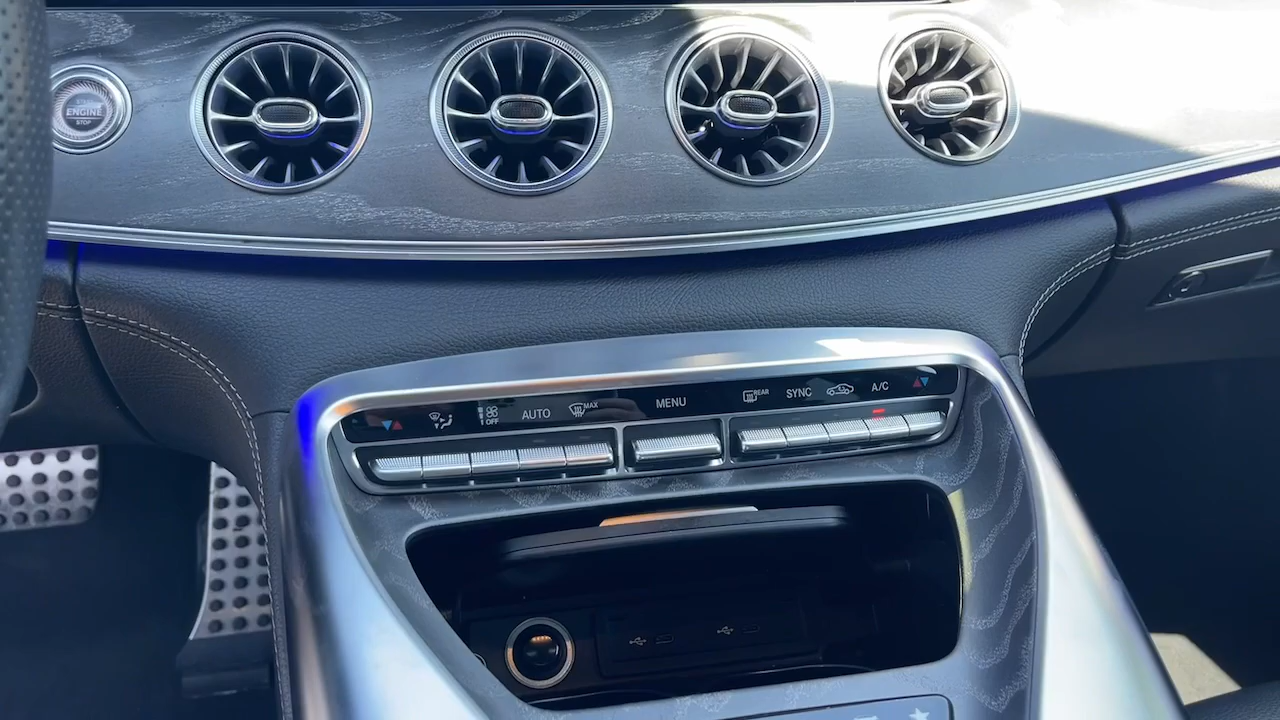 ENGINE
STOP
OFF
AUTO
MAX
MENU
REAR
SYNC
A/C